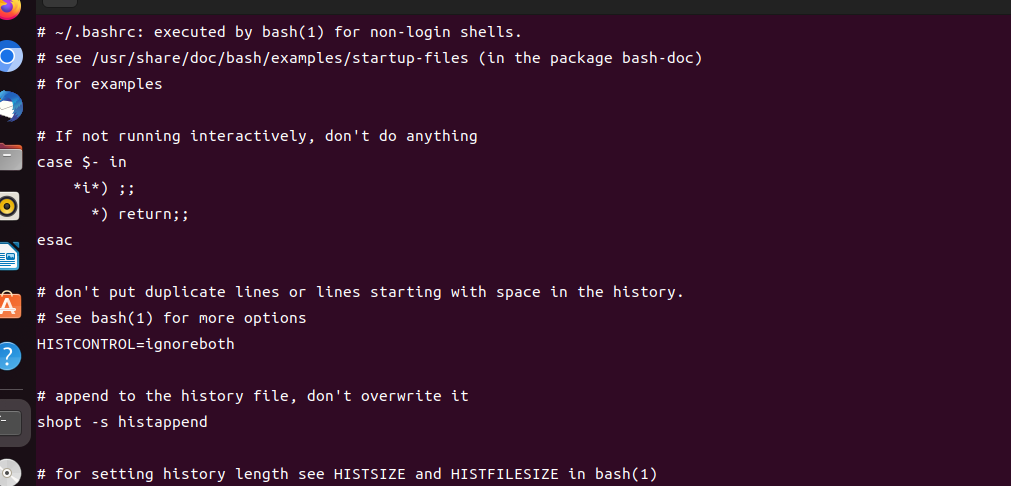 # ~/.bashrc: executed by bash(1) for non-login shells.
# see /usr/share/doc/bash/examples/startup-files (in the package bash-doc)
# for examples

# If not running interactively, don't do anything
case $- in
    *i*) ;;
      *) return;;
esac

# don't put duplicate lines or lines starting with space in the history.
# See bash(1) for more options
HISTCONTROL=ignoreboth

# append to the history file, don't overwrite it
shopt -s histappend

# for setting history length see HISTSIZE and HISTFILESIZE in bash(1)